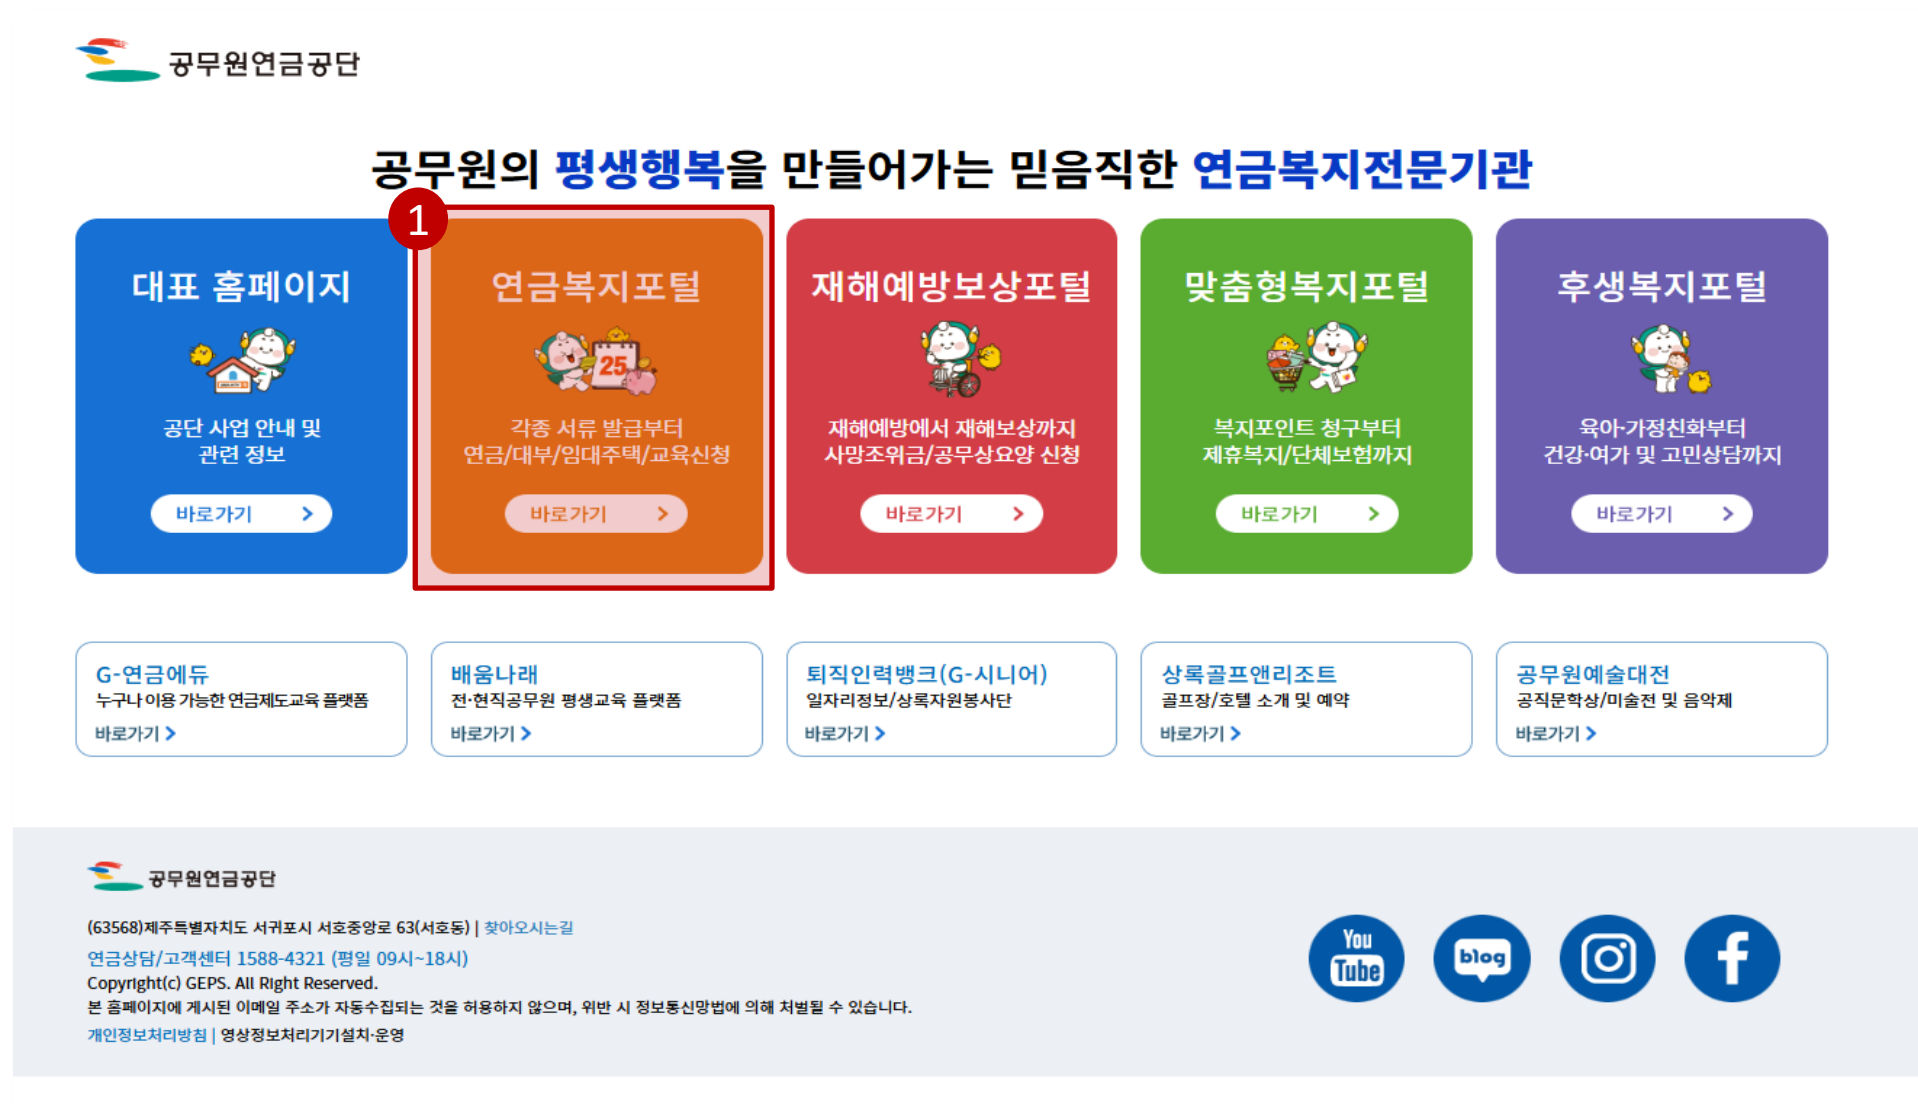 공무원연금공단
공무원의 평생행복을 만들어가는 믿음직한 연금복지전문기관
1
대표 홈페이지
공단 사업 안내 및
관련 정보
바로가기
연금복지포털
25
각종 서류 발급부터
연금/대부/임대주택/교육신청
바로가기
재해예방보상포털
재해예방에서 재해보상까지
사망조위금/공무상요양 신청
바로가기
맞춤형복지포털
복지포인트 청구부터
제휴복지/단체보험까지
바로가기
후생복지포털
육아·가정친화부터
건강·여가 및 고민상담까지
바로가기
G-연금에듀
누구나 이용 가능한 연금제도교육 플랫폼
바로가기
배움나래
전·현직공무원 평생교육 플랫폼
바로가기
퇴직인력뱅크(G-시니어)
일자리정보/상록자원봉사단
바로가기
상록골프앤리조트
골프장/호텔 소개 및 예약
바로가기
공무원예술대전
공직문학상/미술전 및 음악제
바로가기
공무원연금공단
(63568)제주특별자치도 서귀포시 서호중앙로 63(서호동) | 찾아오시는길
연금상담/고객센터 1588-4321 (평일 09시~18시)
Copyright(c) GEPS. All Right Reserved.
본 홈페이지에 게시된 이메일 주소가 자동수집되는 것을 허용하지 않으며, 위반 시 정보통신망법에 의해 처벌될 수 있습니다.
개인정보처리방침 | 영상정보처리기기설치·운영
You
Tube
blog